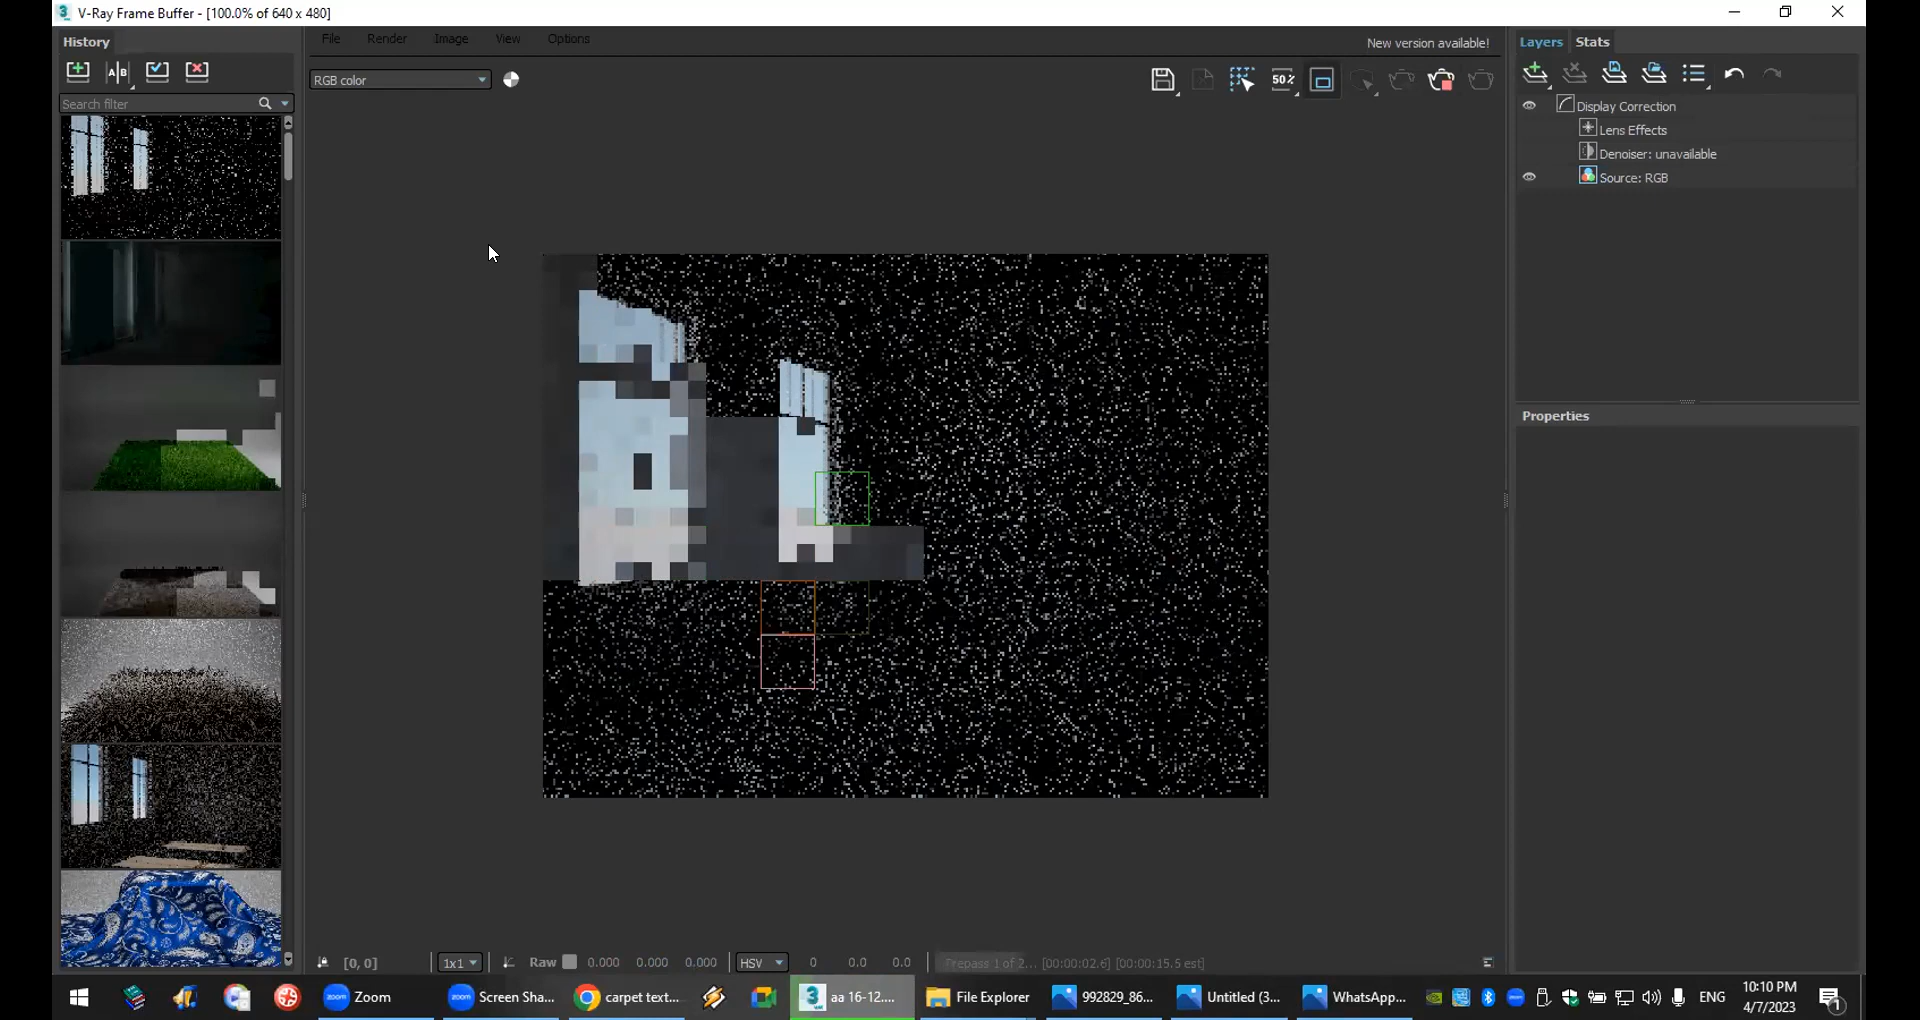 V-Ray Frame Buffer - [100.0% of 640 x 480]
History
File Render Image View Options
New version available!
Layers Stats
A B
RGB color
50%
Search filter
Display Correction
Lens Effects
Denoiser: unavailable
Source: RGB
Properties
[0, 0]
1x1
Raw
0.000 0.000 0.000
HSV
0 0.0 0.0
Prepass 1 of 2... [00:00:02.6] [00:00:15.5 est]
Zoom
Screen Sha...
carpet text...
3
aa 16-12....
File Explorer
992829_86...
Untitled (3...
WhatsApp...
ENG
10:10 PM
4/7/2023
1